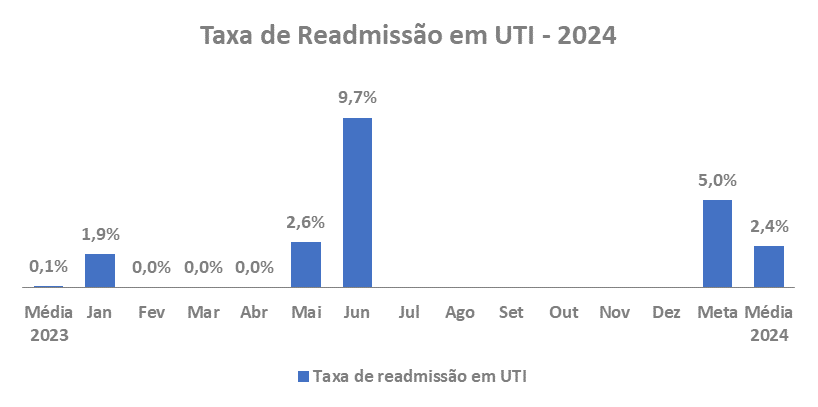 Taxa de Readmissão em UTI - 2024
9,7%
5,0%
2,6%
2,4%
1,9%
0,1%
0,0%
0,0%
0,0%
Média 2023
Jan
Fev
Mar
Abr
Mai
Jun
Jul
Ago
Set
Out
Nov
Dez
Meta
Média 2024
Taxa de readmissão em UTI